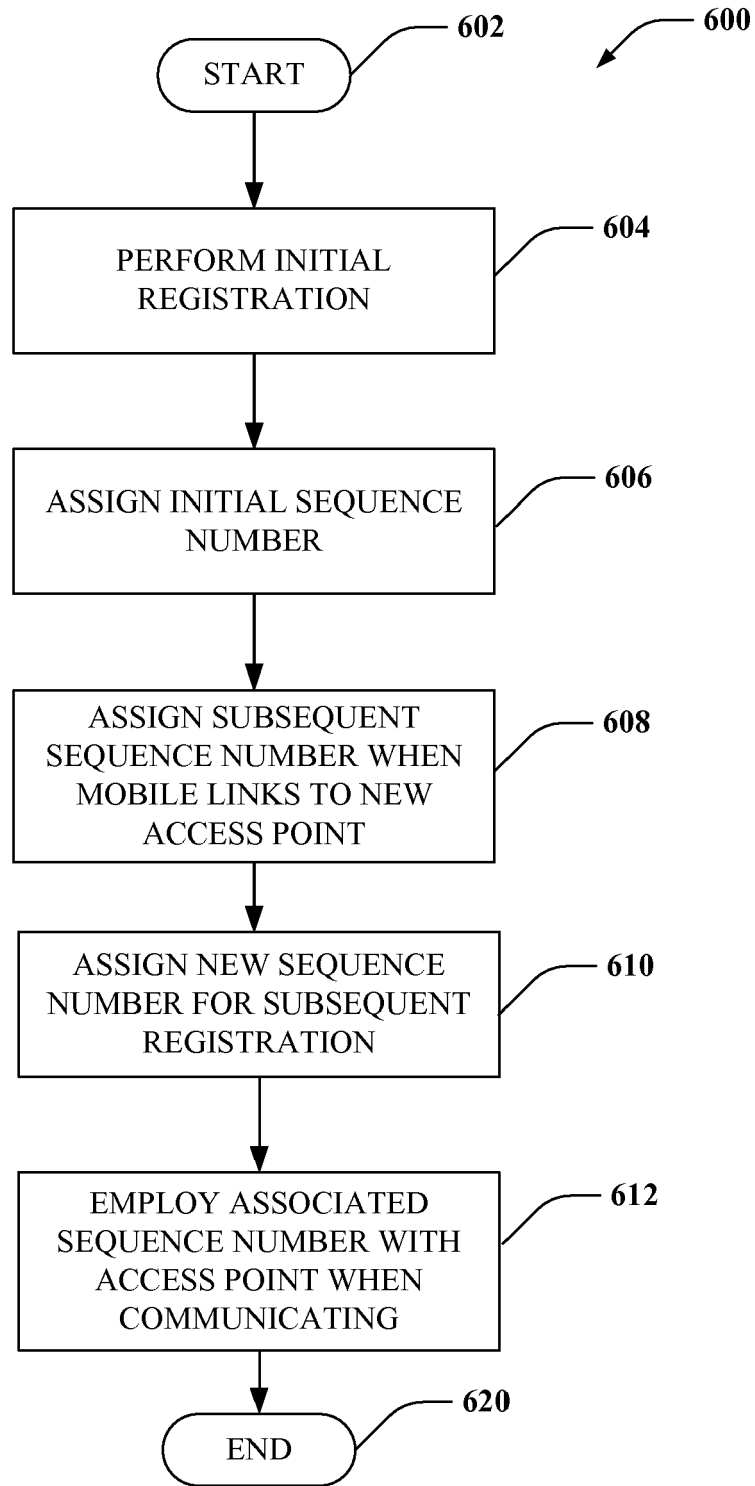 602
600
START
604
PERFORM INITIAL
REGISTRATION
606
ASSIGN INITIAL SEQUENCE
NUMBER
608
ASSIGN SUBSEQUENT
SEQUENCE NUMBER WHEN
MOBILE LINKS TO NEW
ACCESS POINT
610
ASSIGN NEW SEQUENCE
NUMBER FOR SUBSEQUENT
REGISTRATION
612
EMPLOY ASSOCIATED
SEQUENCE NUMBER WITH
ACCESS POINT WHEN
COMMUNICATING
620
END